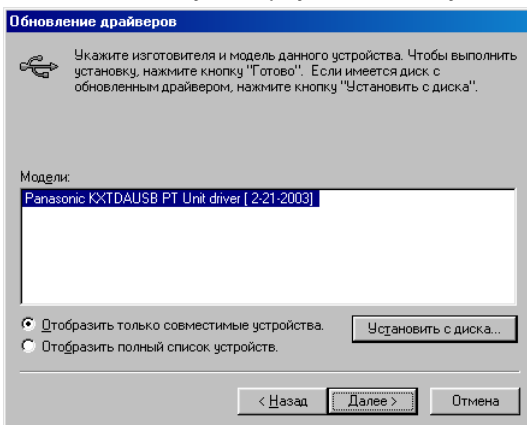 Обновление драйверов
Укажите изготовителя и модель данного устройства. Чтобы выполнить
установку, нажмите кнопку "Готово". Если имеется диск с
обновленным драйвером, нажмите кнопку "Установить с диска".
Модели:
Panasonic KXTDAUSB PT Unit driver [ 2-21-2003]
Отобразить только совместимые устройства.
Установить с диска...
Отобразить полный список устройств.
< Назад
Далее >
Отмена